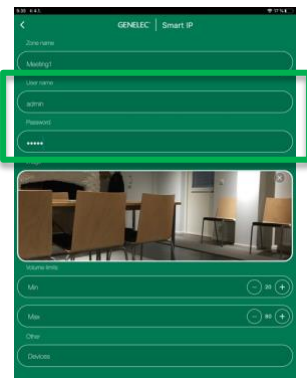 GENELEC | Smart IP
Zone name
Meeting1
User name
admin
Password
•••••
Volume limits
Min
20
Max
80
Other
Devices